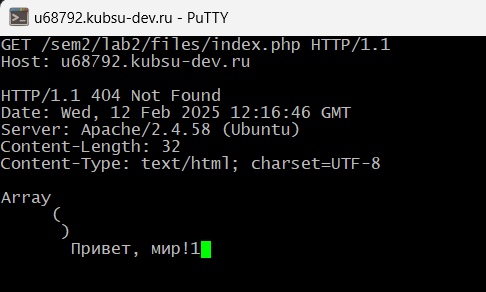 u68792.kubsu-dev.ru - PuTTY
GET /sem2/lab2/files/index.php HTTP/1.1
Host: u68792.kubsu-dev.ru

HTTP/1.1 404 Not Found
Date: Wed, 12 Feb 2025 12:16:46 GMT
Server: Apache/2.4.58 (Ubuntu)
Content-Length: 32
Content-Type: text/html; charset=UTF-8

Array
(
)
Привет, мир!1